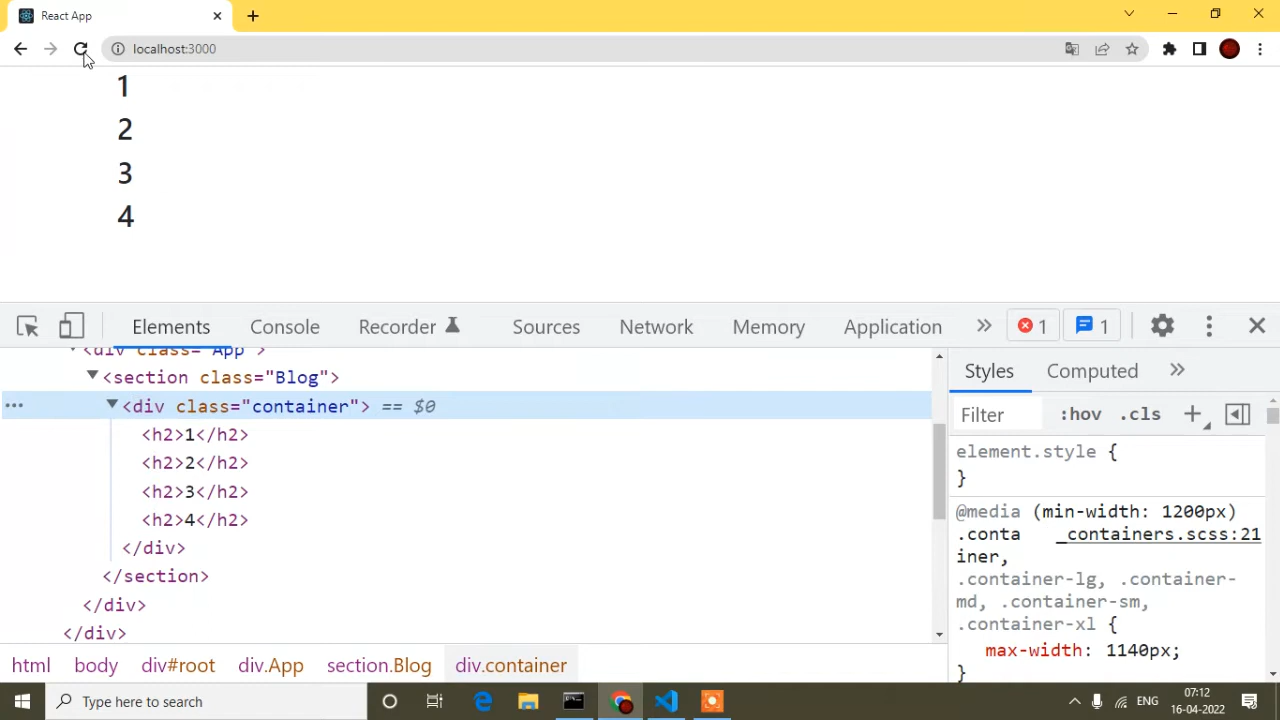 React App
localhost:3000
1
2
3
4
Elements Console Recorder Sources Network Memory Application 1 1
<div class="App">
<section class="Blog">
<div class="container"> == $0
<h2>1</h2>
<h2>2</h2>
<h2>3</h2>
<h2>4</h2>
</div>
</section>
</div>
</div>
html body div#root div.App section.Blog div.container
Styles Computed
Filter :hov .cls
element.style {
}
@media (min-width: 1200px)
.conta _containers.scss:21
iner,
.container-lg, .container-
md, .container-sm,
.container-xl {
max-width: 1140px;
}
Type here to search
ENG
07:12
16-04-2022